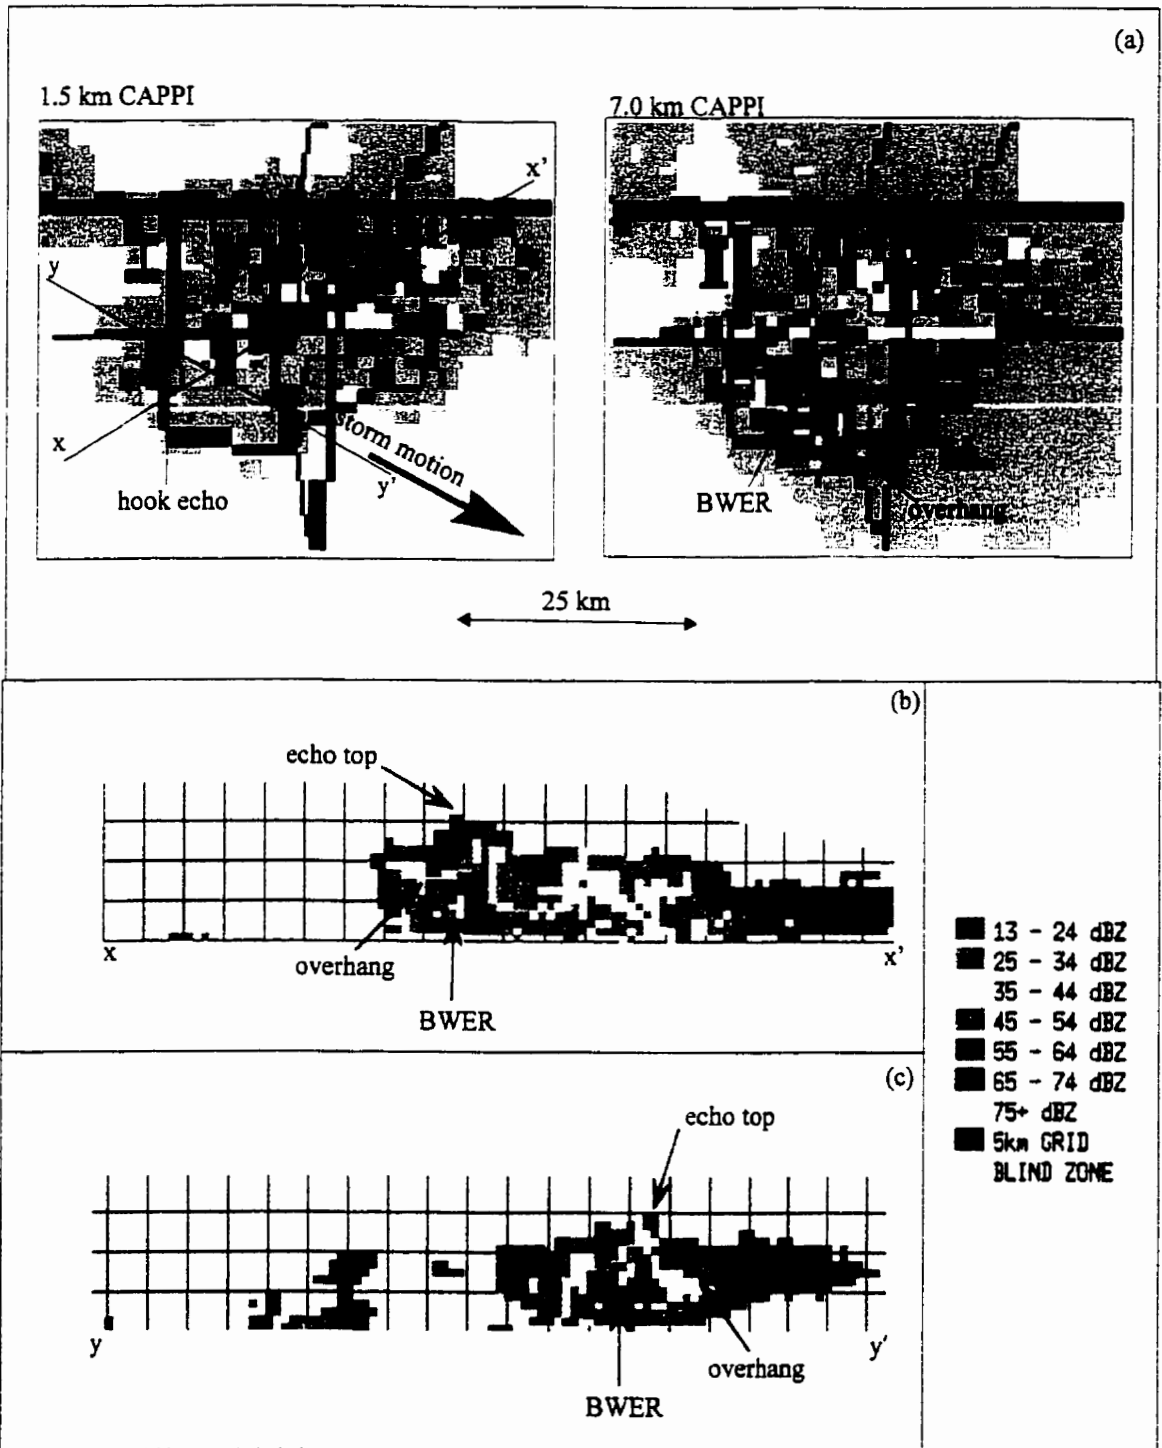 (a)
1.5 km CAPPI
7.0 km CAPPI
x'
y
x
hook echo
storm motion
y'
BWER
overhang
25 km
(b)
echo top
x
overhang
x'
BWER
13 - 24 dBZ
25 - 34 dBZ
35 - 44 dBZ
45 - 54 dBZ
55 - 64 dBZ
65 - 74 dBZ
75+ dBZ
5km GRID
BLIND ZONE
(c)
echo top
y
y'
overhang
BWER